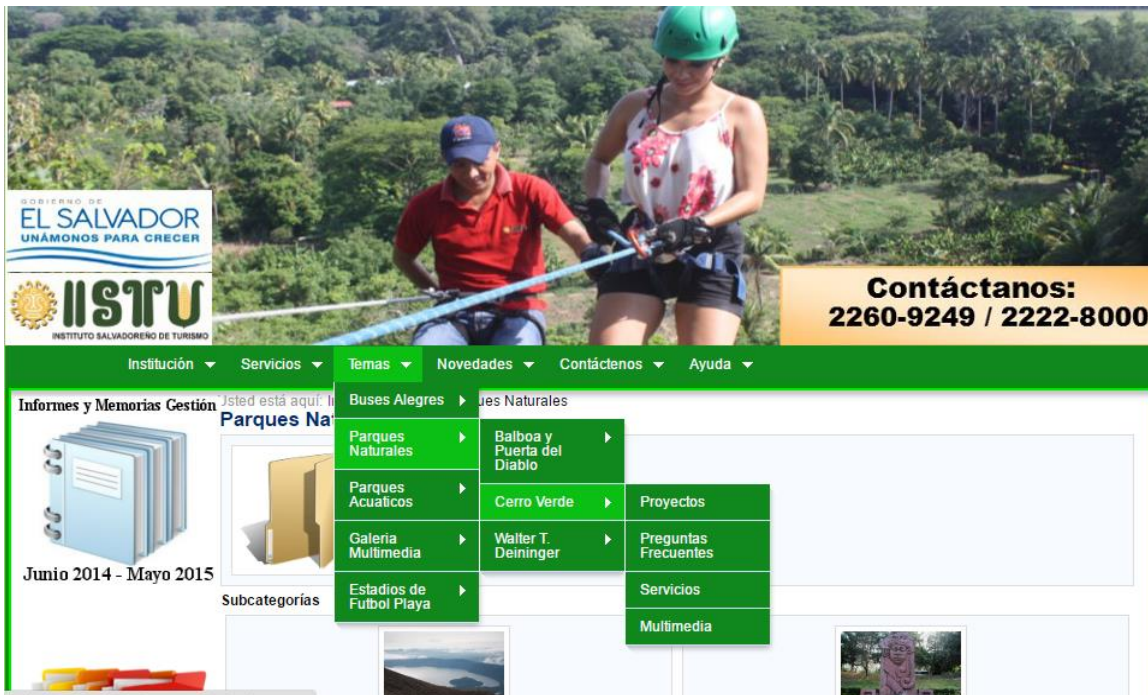 GOBIERNO DE
EL SALVADOR
UNÁMONOS PARA CRECER
IISTU
INSTITUTO SALVADOREÑO DE TURISMO
Contáctanos:
2260-9249 / 2222-8000
Institución Servicios Temas Novedades Contáctenos Ayuda
Informes y Memorias Gestión
Junio 2014 - Mayo 2015
Usted está aquí: ues Naturales
Parques Na
Buses Alegres
Parques
Naturales
Parques
Acuaticos
Galeria
Multimedia
Estadios de
Futbol Playa
Balboa y
Puerta del
Diablo
Cerro Verde
Walter T.
Deininger
Proyectos
Preguntas
Frecuentes
Servicios
Multimedia
Subcategorías